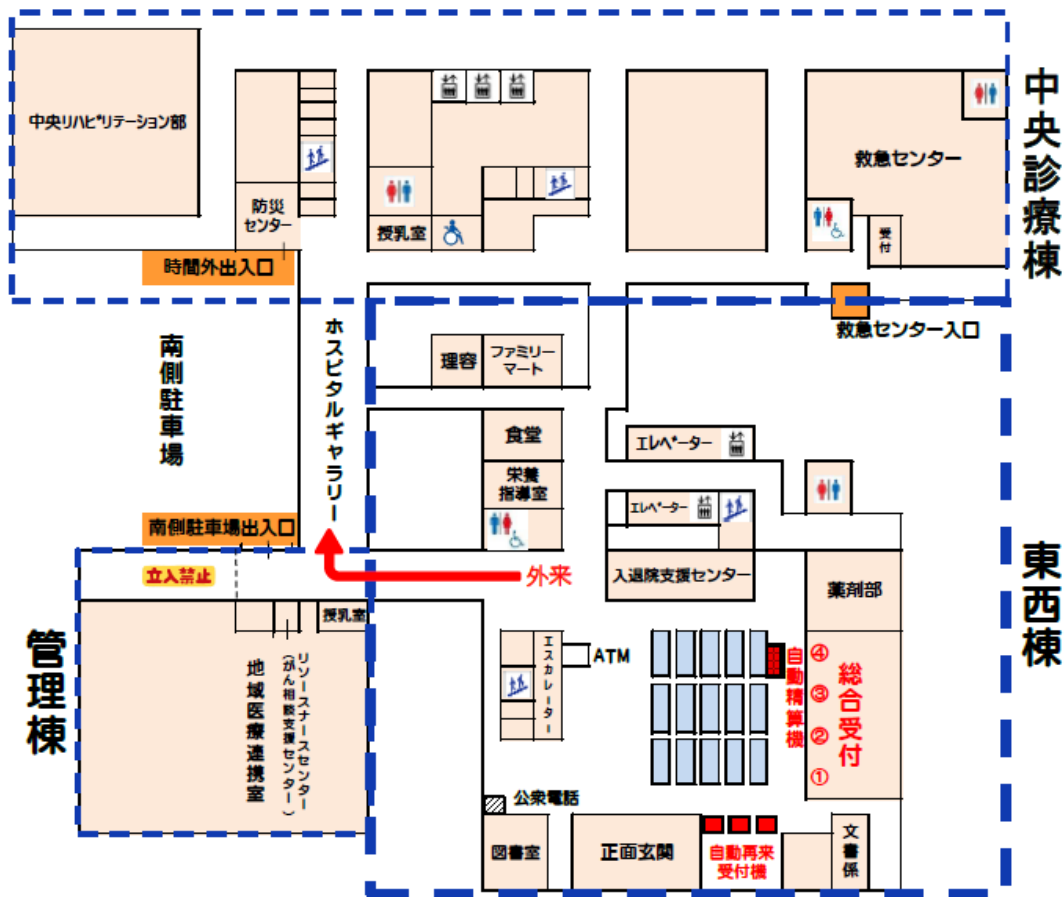 中央診療棟
中央リハビリテーション部
防災
センター
時間外出入口
授乳室
救急センター
受付
救急センター入口
南側駐車場
ホスピタルギャラリー
理容
ファミリー
マート
食堂
栄養
指導室
エレベーター
エレベーター
南側駐車場出入口
立入禁止
外来
入退院支援センター
薬剤部
東西棟
管理棟
授乳室
リソースナースセンター
(がん相談支援センター)
地域医療連携室
エスカレーター
ATM
自動精算機
④
③
②
①
総合受付
公衆電話
図書室
正面玄関
自動再来
受付機
文書係